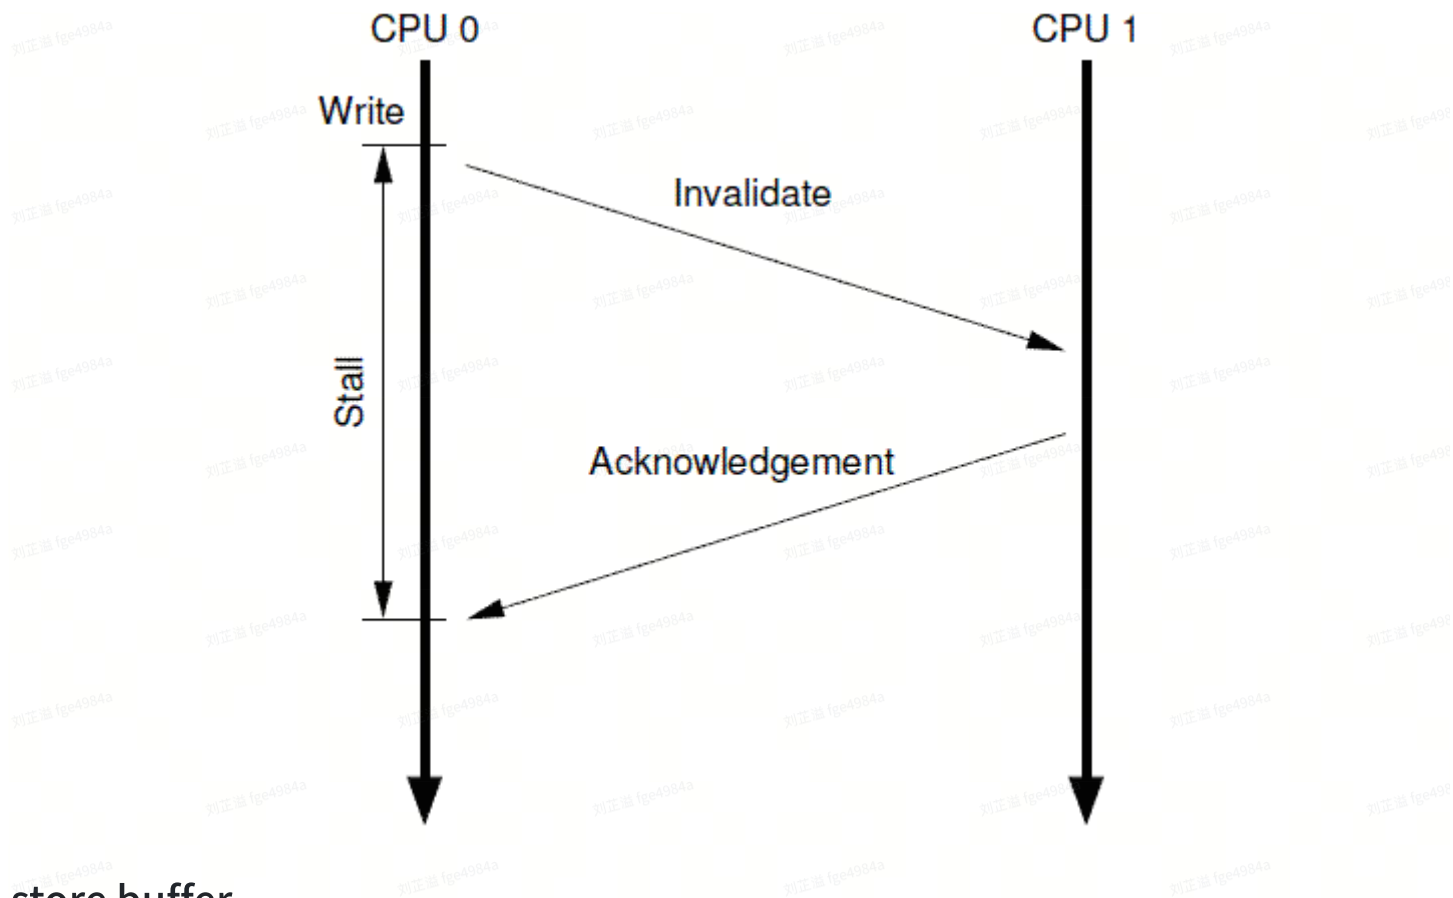 CPU 0
CPU 1
Write
Invalidate
Stall
Acknowledgement
store buffer